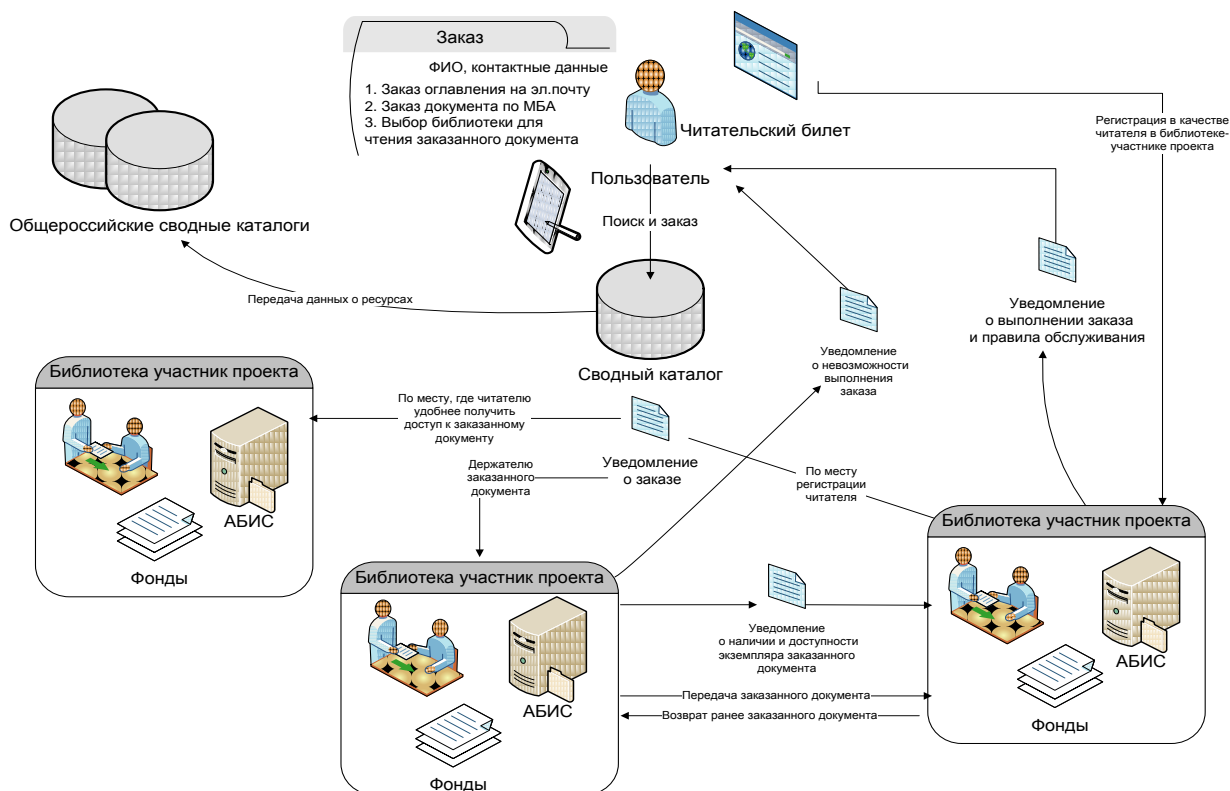 Заказ
ФИО, контактные данные
1. Заказ оглавления на эл.почту
2. Заказ документа по МБА
3. Выбор библиотеки для
чтения заказанного документа
Читательский билет
Регистрация в качестве
читателя в библиотеке-
участнике проекта
Пользователь
Поиск и заказ
Общероссийские сводные каталоги
Передача данных о ресурсах
Сводный каталог
Уведомление
о выполнении заказа
и правила обслуживания
Уведомление
о невозможности
выполнения
заказа
Библиотека участник проекта
АБИС
Фонды
По месту, где читателю
удобнее получить
доступ к заказанному
документу
Держателю
заказанного
документа
Уведомление
о заказе
По месту
регистрации
читателя
Библиотека участник проекта
АБИС
Фонды
Уведомление
о наличии и доступности
экземпляра заказанного
документа
Передача заказанного документа
Возврат ранее заказанного документа
Библиотека участник проекта
АБИС
Фонды